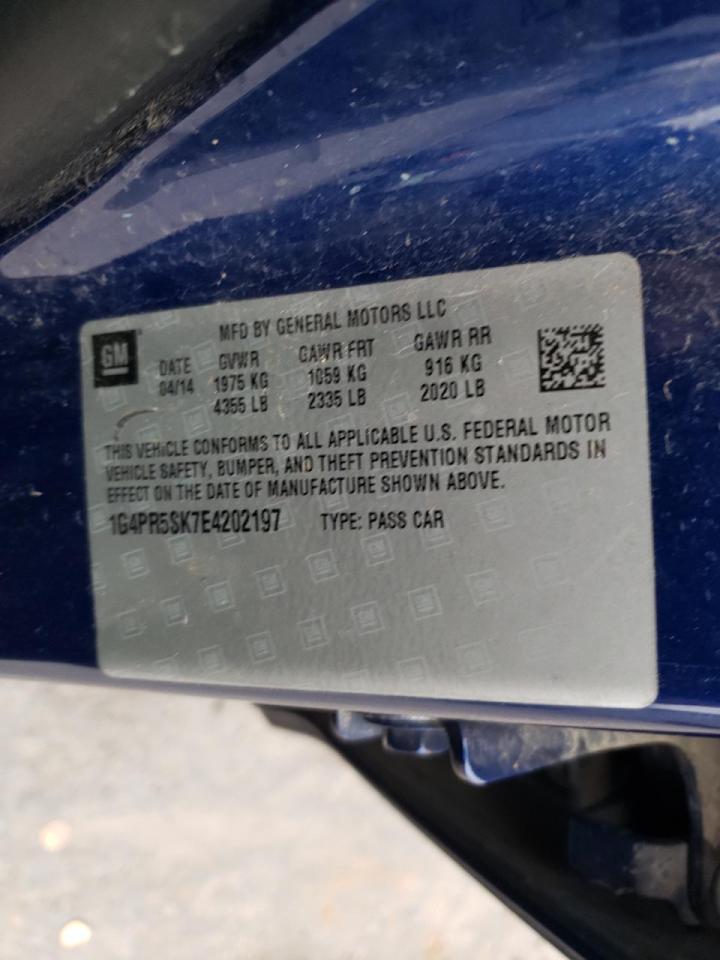 GM
MFD BY GENERAL MOTORS LLC
DATE GVWR GAWR FRT GAWR RR
04/14 1975 KG 1059 KG 916 KG
4355 LB 2335 LB 2020 LB
THIS VEHICLE CONFORMS TO ALL APPLICABLE U.S. FEDERAL MOTOR
VEHICLE SAFETY, BUMPER, AND THEFT PREVENTION STANDARDS IN
EFFECT ON THE DATE OF MANUFACTURE SHOWN ABOVE.
1G4PR5SK7E4202197 TYPE: PASS CAR